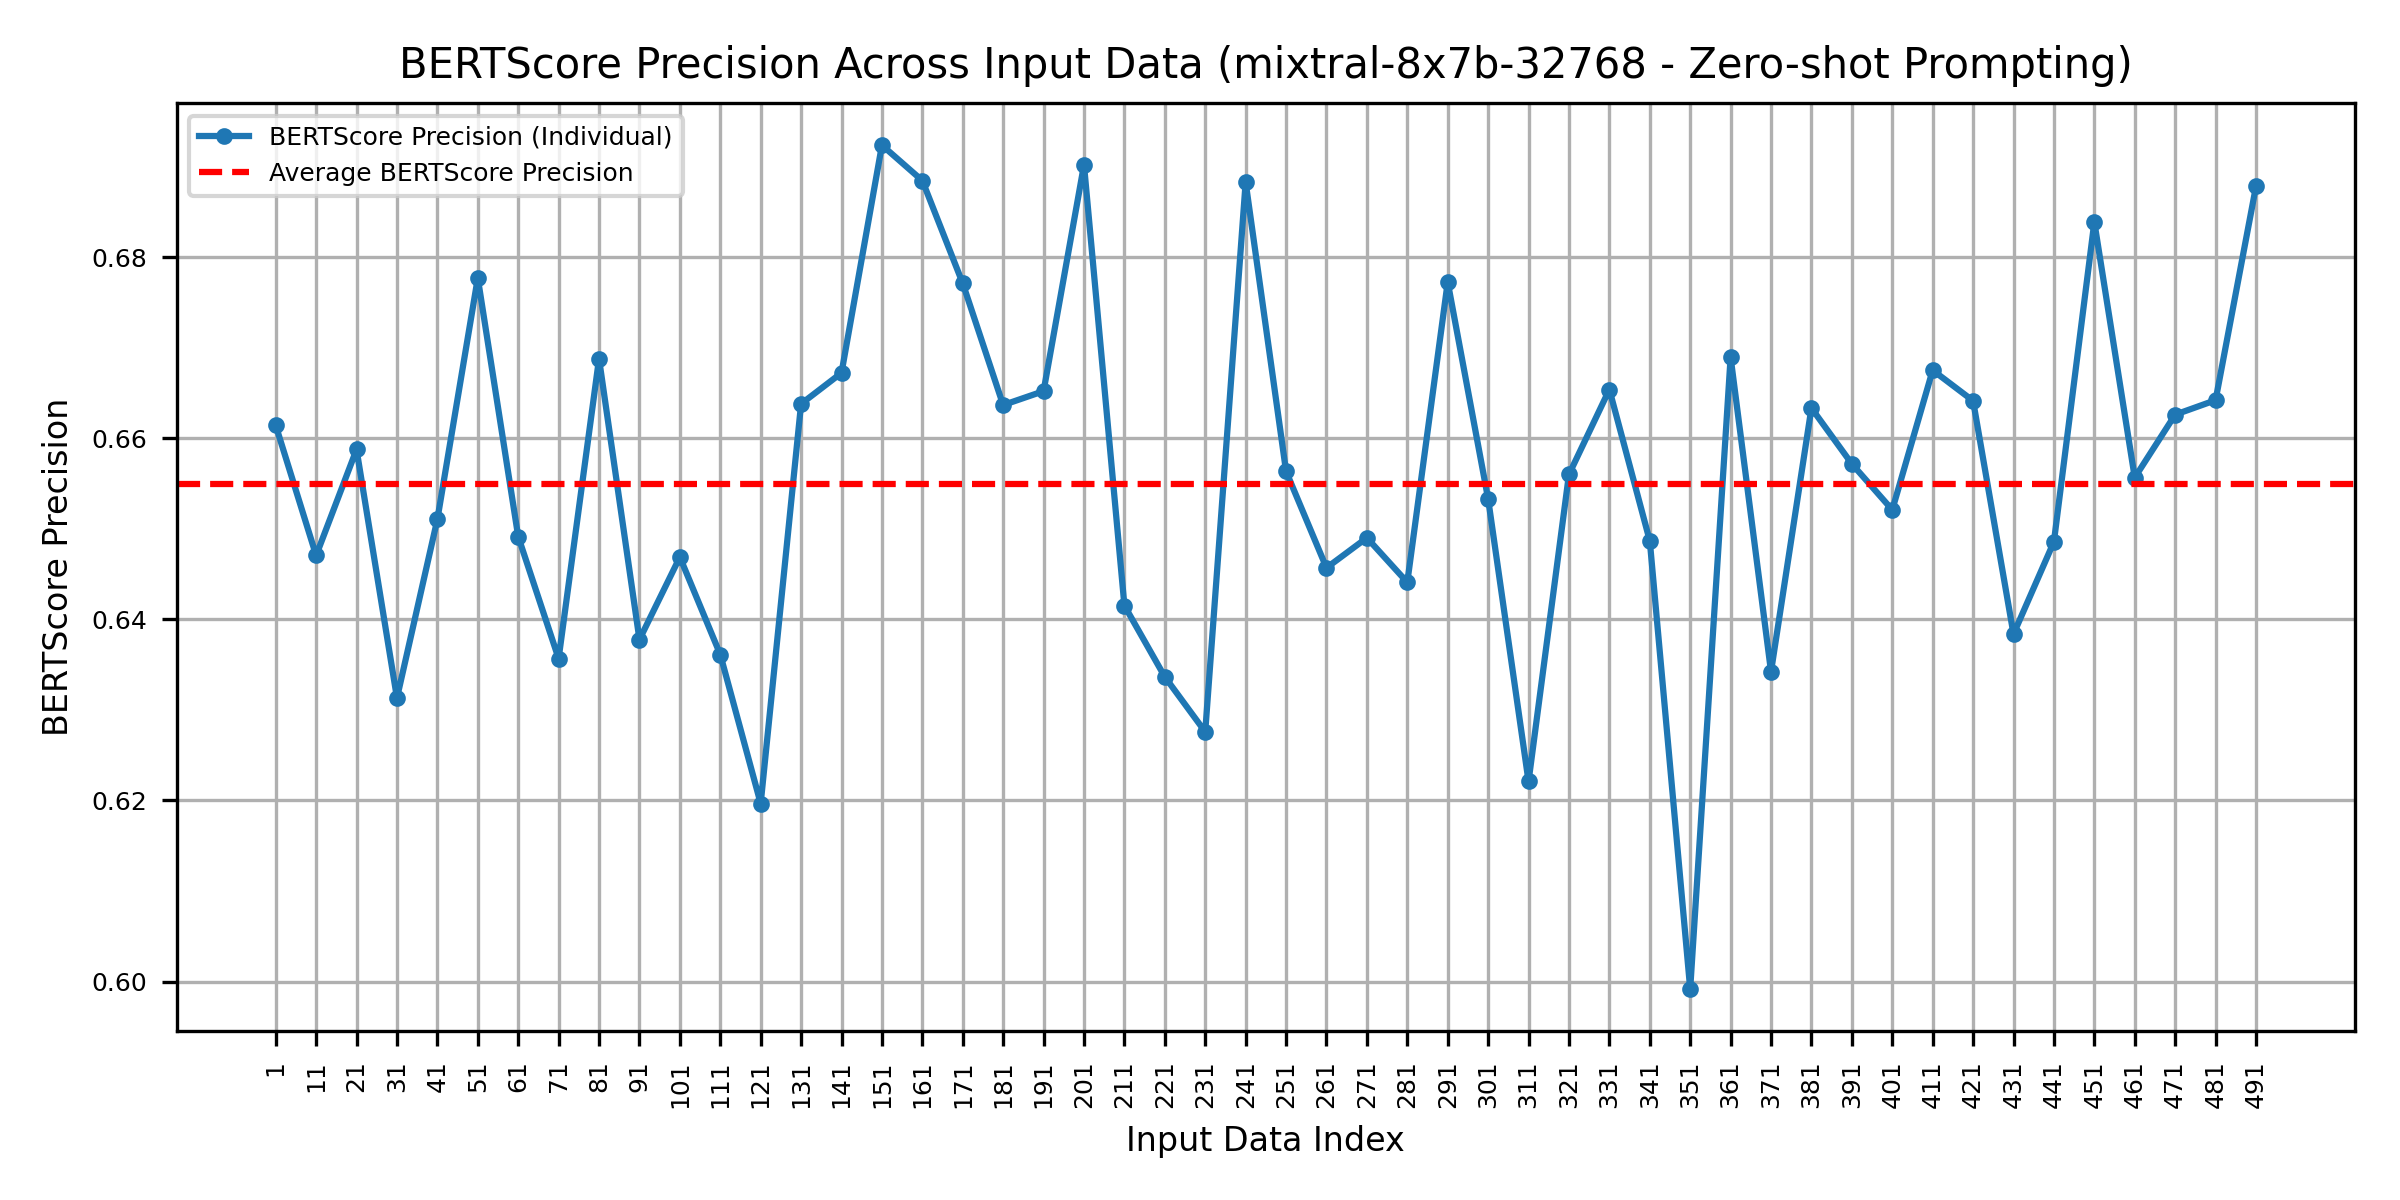 BERTScore Precision Across Input Data (mixtral-8x7b-32768 - Zero-shot Prompting)
BERTScore Precision (Individual)
Average BERTScore Precision
BERTScore Precision
0.68
0.66
0.64
0.62
0.60
1 11 21 31 41 51 61 71 81 91 101 111 121 131 141 151 161 171 181 191 201 211 221 231 241 251 261 271 281 291 301 311 321 331 341 351 361 371 381 391 401 411 421 431 441 451 461 471 481 491
Input Data Index